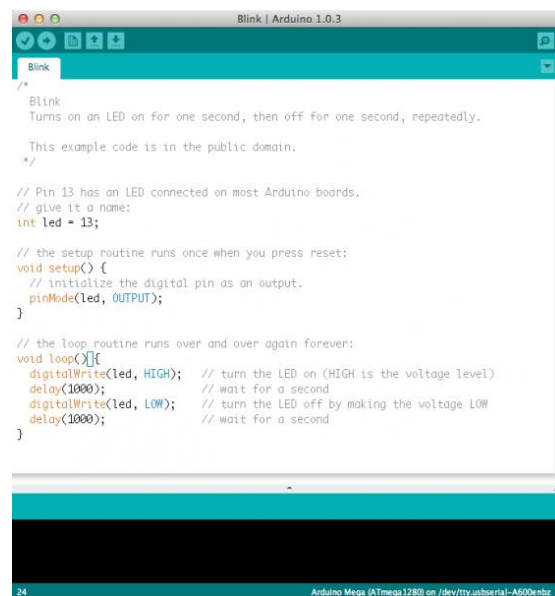 Blink | Arduino 1.0.3
Blink
/*
  Blink
  Turns on an LED on for one second, then off for one second, repeatedly.

  This example code is in the public domain.
 */

// Pin 13 has an LED connected on most Arduino boards.
// give it a name:
int led = 13;

// the setup routine runs once when you press reset:
void setup() {
  // initialize the digital pin as an output.
  pinMode(led, OUTPUT);
}

// the loop routine runs over and over again forever:
void loop() {
  digitalWrite(led, HIGH);   // turn the LED on (HIGH is the voltage level)
  delay(1000);               // wait for a second
  digitalWrite(led, LOW);    // turn the LED off by making the voltage LOW
  delay(1000);               // wait for a second
}
24
Arduino Mega (ATmega1280) on /dev/tty.usbserial-A600enbz